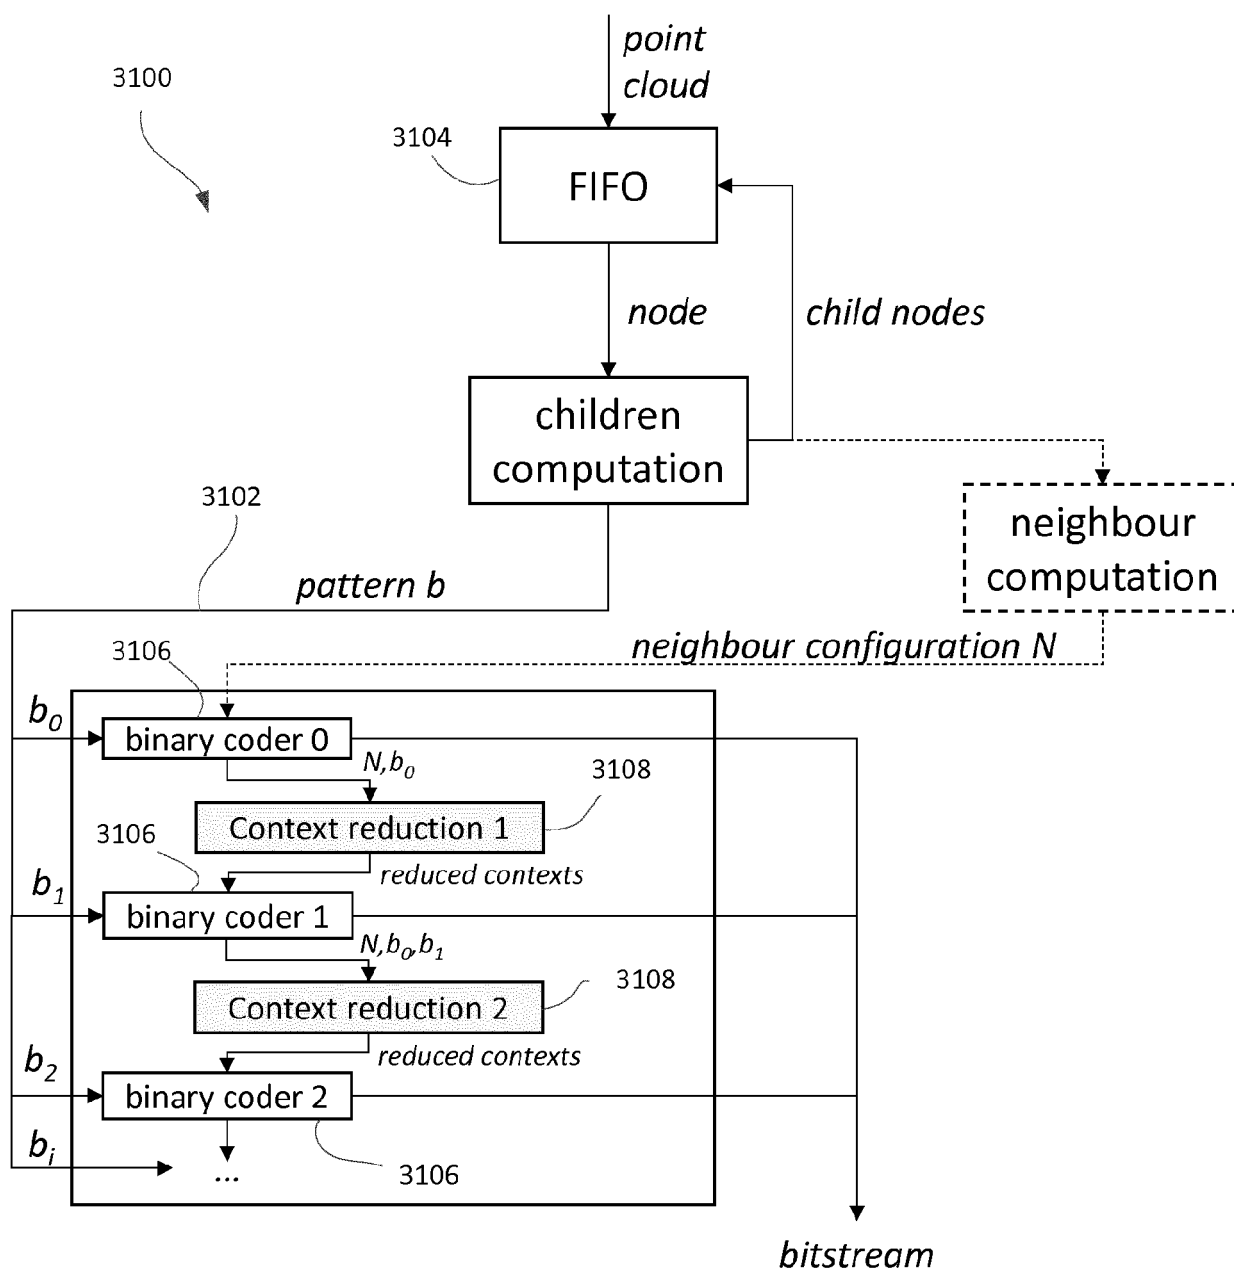 point
cloud
3100
3104
FIFO
node
child nodes
children
computation
3102
neighbour
computation
pattern b
neighbour configuration N
3106
b0
binary coder 0
N,b0
3108
Context reduction 1
3106
reduced contexts
b1
binary coder 1
N,b0,b1
3108
Context reduction 2
reduced contexts
b2
binary coder 2
bi
...
3106
bitstream